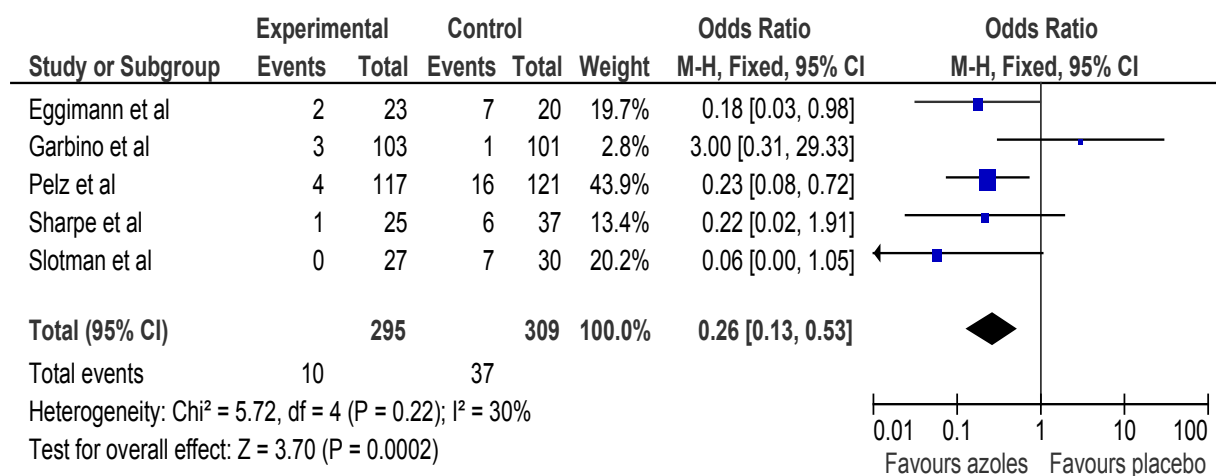 Experimental Control Odds Ratio Odds Ratio
Study or Subgroup Events Total Events Total Weight M-H, Fixed, 95% CI M-H, Fixed, 95% CI
Eggimann et al 2 23 7 20 19.7% 0.18 [0.03, 0.98]
Garbino et al 3 103 1 101 2.8% 3.00 [0.31, 29.33]
Pelz et al 4 117 16 121 43.9% 0.23 [0.08, 0.72]
Sharpe et al 1 25 6 37 13.4% 0.22 [0.02, 1.91]
Slotman et al 0 27 7 30 20.2% 0.06 [0.00, 1.05]
Total (95% CI) 295 309 100.0% 0.26 [0.13, 0.53]
Total events 10 37
Heterogeneity: Chi² = 5.72, df = 4 (P = 0.22); I² = 30%
Test for overall effect: Z = 3.70 (P = 0.0002)
0.01 0.1 1 10 100
Favours azoles Favours placebo